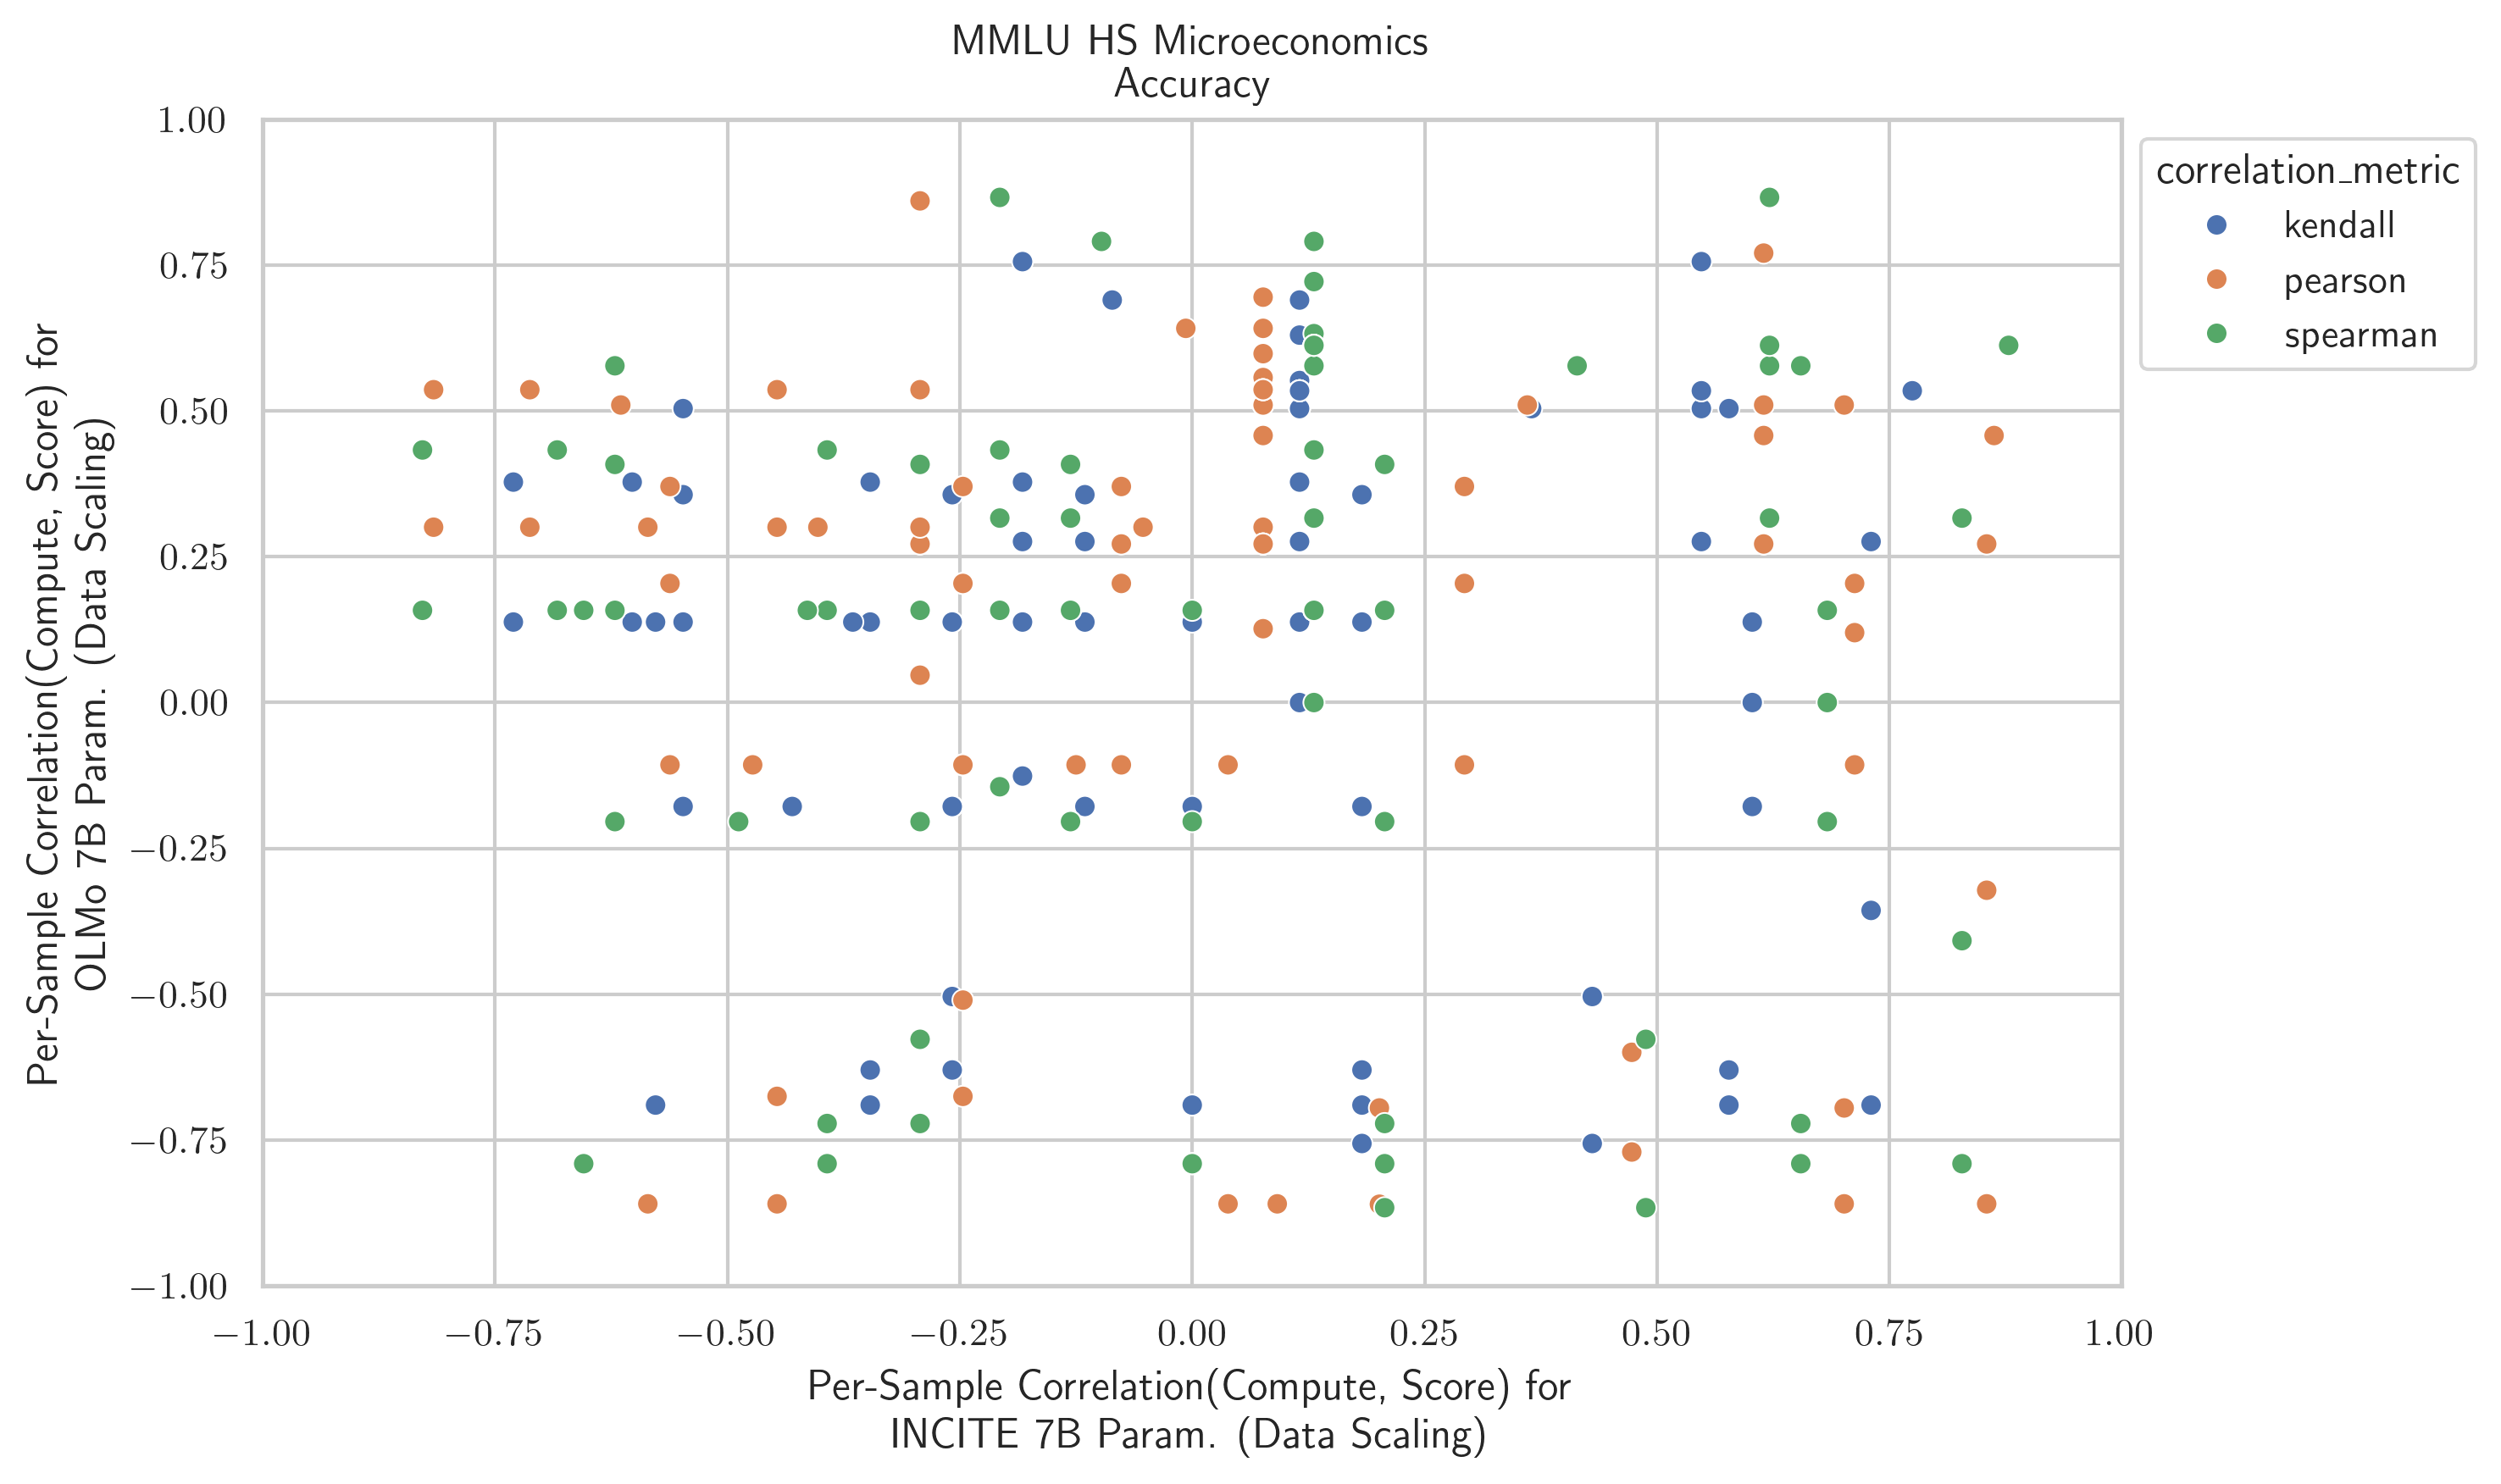 MMLU HS Microeconomics
Accuracy
Per-Sample Correlation(Compute, Score) for
OLMo 7B Param. (Data Scaling)
1.00
0.75
0.50
0.25
0.00
−0.25
−0.50
−0.75
−1.00
−1.00 −0.75 −0.50 −0.25 0.00 0.25 0.50 0.75 1.00
Per-Sample Correlation(Compute, Score) for
INCITE 7B Param. (Data Scaling)
correlation_metric
kendall
pearson
spearman